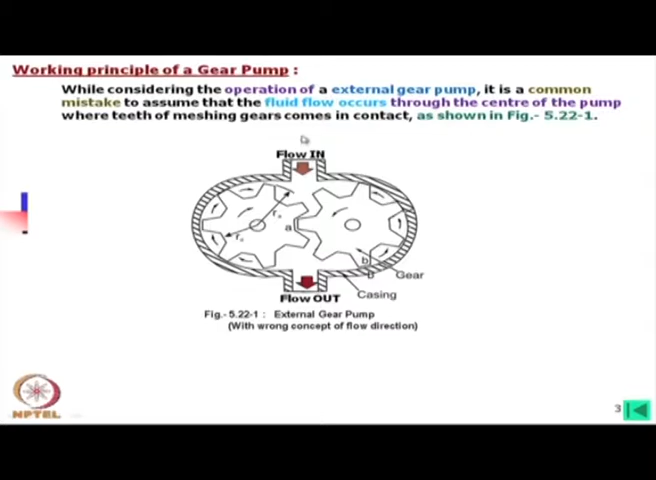 Working principle of a Gear Pump :
While considering the operation of a external gear pump, it is a common
mistake to assume that the fluid flow occurs through the centre of the pump
where teeth of meshing gears comes in contact, as shown in Fig.- 5.22-1.
Flow IN
a
b
Gear
Flow OUT
Casing
Fig.- 5.22-1 : External Gear Pump
(With wrong concept of flow direction)
NPTEL
3